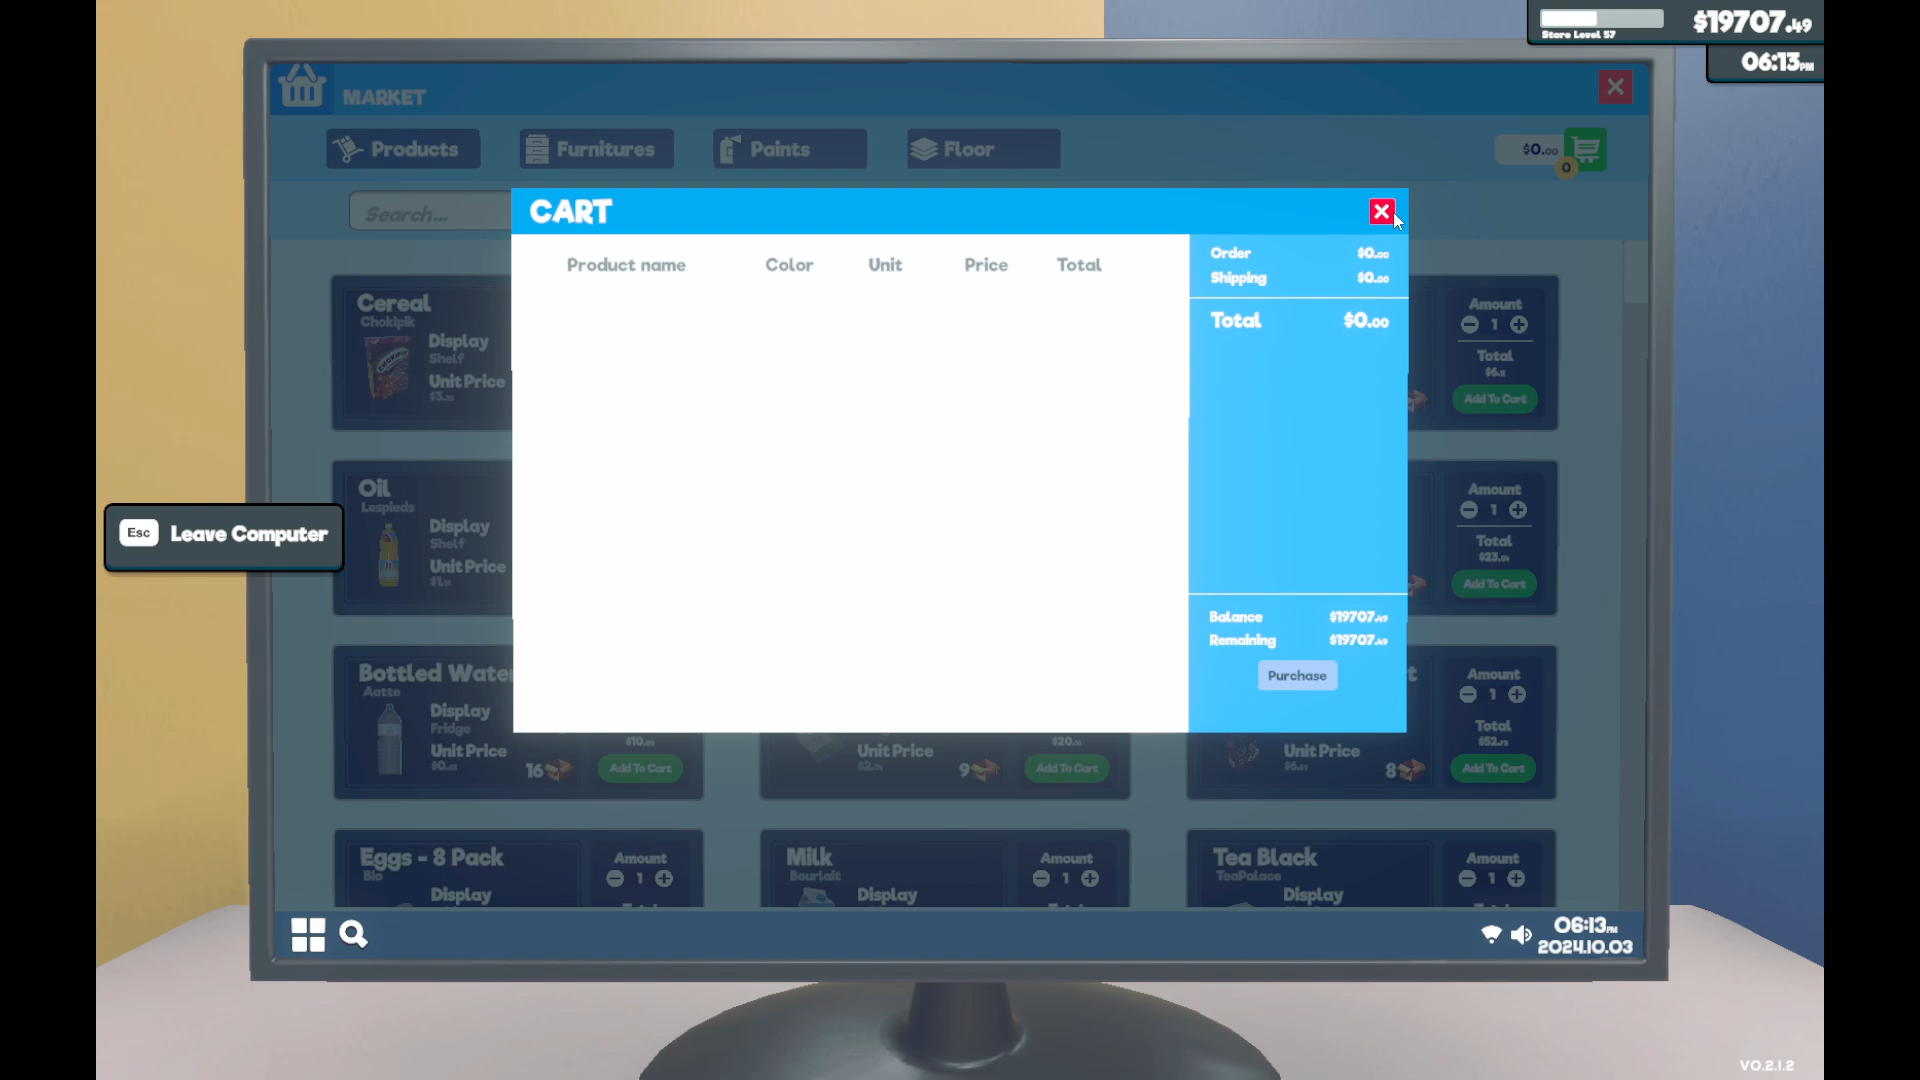 $19707.49
Store Level 57
06:13PM
MARKET
Products
Furnitures
Paints
Floor
$0.00
0
Search...
CART
Product name
Color
Unit
Price
Total
Order
$0.00
Shipping
$0.00
Total
$0.00
Balance
$19707.49
Remaining
$19707.49
Purchase
Cereal
Chokipik
Display
Shelf
Unit Price
Amount
1
Total
Add To Cart
Esc
Leave Computer
Oil
Lespieds
Display
Shelf
Unit Price
Amount
1
Total
Add To Cart
Bottled Water
Aotte
Display
Fridge
Unit Price
16
Add To Cart
Unit Price
9
Add To Cart
Amount
1
Total
Unit Price
8
Add To Cart
Eggs - 8 Pack
Bio
Display
Amount
1
Milk
Bourlait
Display
Amount
1
Tea Black
TeaPalace
Display
Amount
1
06:13PM
2024.10.03
V0.2.1.2